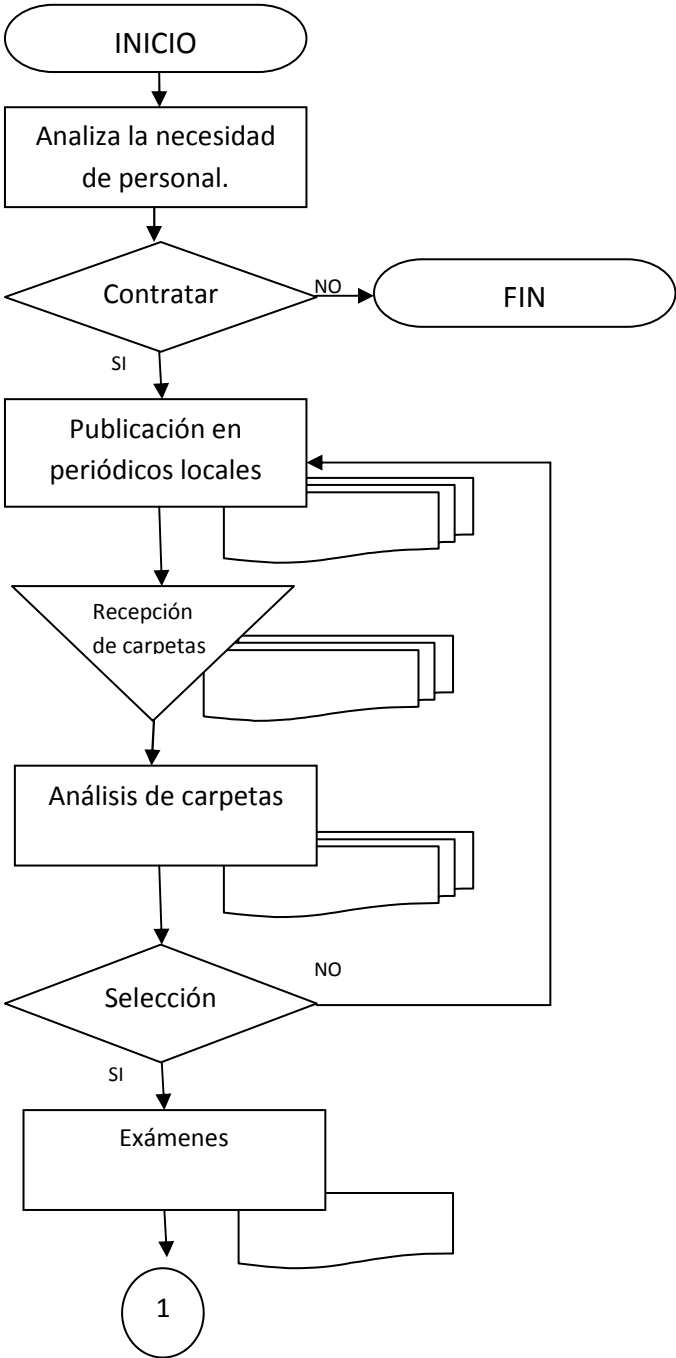 INICIO
Analiza la necesidad
de personal.
Contratar
NO
FIN
SI
Publicación en
periódicos locales
Recepción
de carpetas
Análisis de carpetas
Selección
NO
SI
Exámenes
1